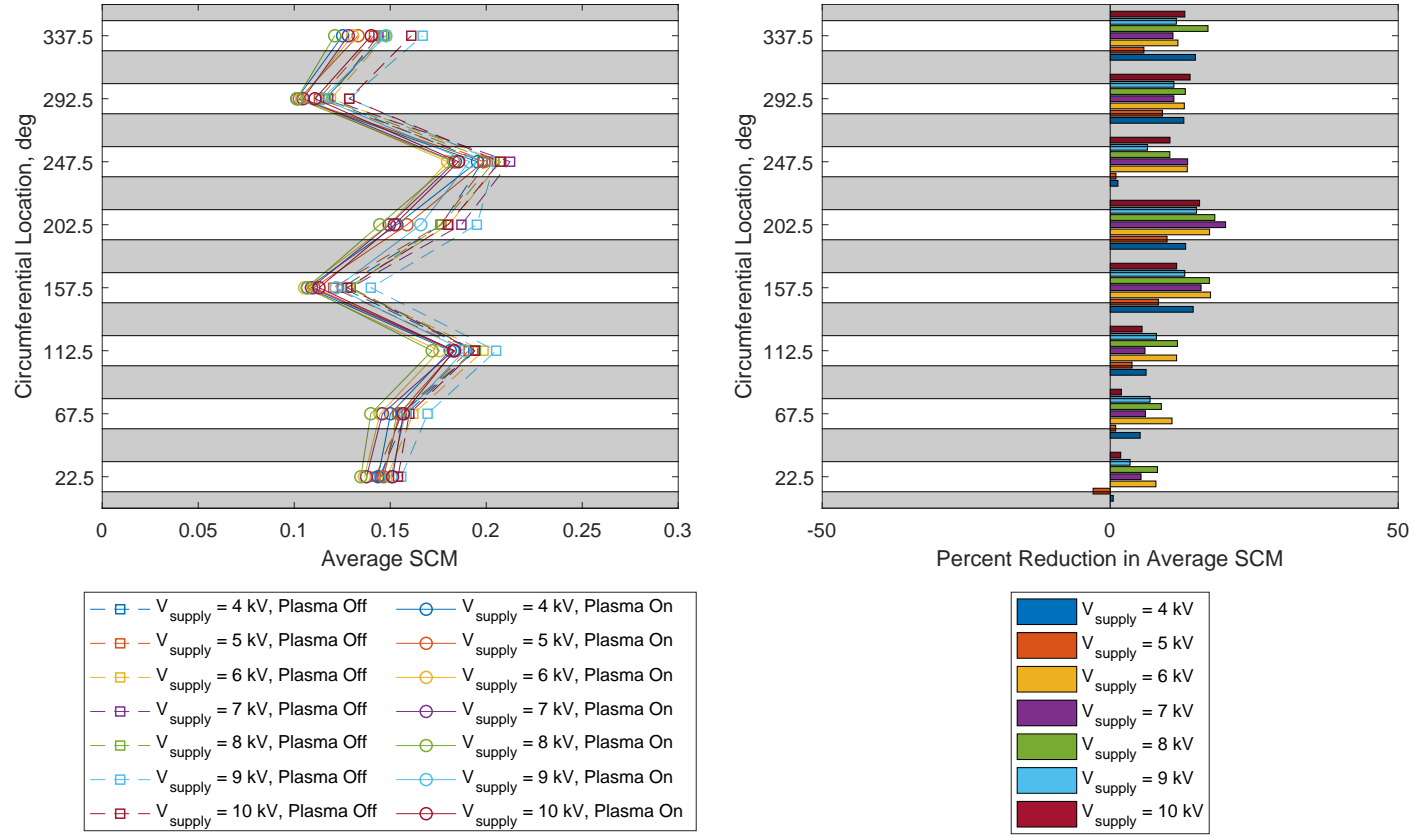 Circumferential Location, deg
337.5
292.5
247.5
202.5
157.5
112.5
67.5
22.5
0 0.05 0.1 0.15 0.2 0.25 0.3
Average SCM
V_supply = 4 kV, Plasma Off
V_supply = 5 kV, Plasma Off
V_supply = 6 kV, Plasma Off
V_supply = 7 kV, Plasma Off
V_supply = 8 kV, Plasma Off
V_supply = 9 kV, Plasma Off
V_supply = 10 kV, Plasma Off
V_supply = 4 kV, Plasma On
V_supply = 5 kV, Plasma On
V_supply = 6 kV, Plasma On
V_supply = 7 kV, Plasma On
V_supply = 8 kV, Plasma On
V_supply = 9 kV, Plasma On
V_supply = 10 kV, Plasma On
Circumferential Location, deg
337.5
292.5
247.5
202.5
157.5
112.5
67.5
22.5
-50 0 50
Percent Reduction in Average SCM
V_supply = 4 kV
V_supply = 5 kV
V_supply = 6 kV
V_supply = 7 kV
V_supply = 8 kV
V_supply = 9 kV
V_supply = 10 kV